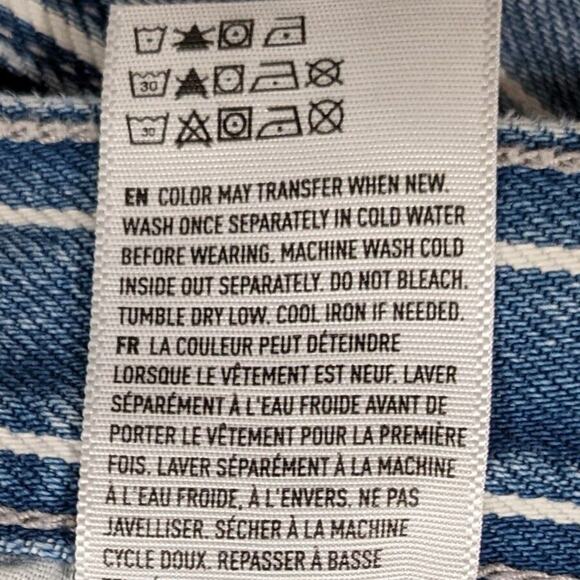 30
30
EN COLOR MAY TRANSFER WHEN NEW.
WASH ONCE SEPARATELY IN COLD WATER
BEFORE WEARING. MACHINE WASH COLD
INSIDE OUT SEPARATELY. DO NOT BLEACH.
TUMBLE DRY LOW. COOL IRON IF NEEDED.
FR LA COULEUR PEUT DÉTEINDRE
LORSQUE LE VÊTEMENT EST NEUF. LAVER
SÉPARÉMENT À L'EAU FROIDE AVANT DE
PORTER LE VÊTEMENT POUR LA PREMIÈRE
FOIS. LAVER SÉPARÉMENT À LA MACHINE
À L'EAU FROIDE, À L'ENVERS. NE PAS
JAVELLISER. SÉCHER À LA MACHINE
CYCLE DOUX. REPASSER À BASSE